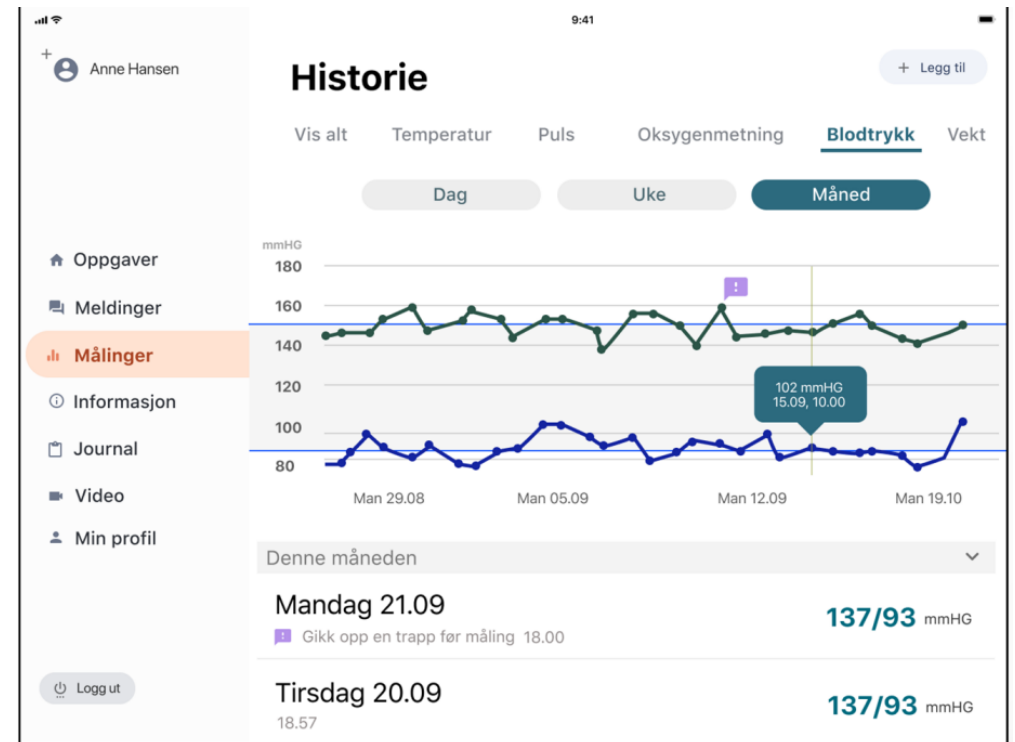 9:41
Anne Hansen
Historie
+ Legg til
Vis alt Temperatur Puls Oksygenmetning Blodtrykk Vekt
Dag Uke Måned
Oppgaver
Meldinger
Målinger
Informasjon
Journal
Video
Min profil
Logg ut
mmHG
180
160
140
120
100
80
102 mmHG
15.09, 10.00
Man 29.08 Man 05.09 Man 12.09 Man 19.10
Denne måneden
Mandag 21.09
Gikk opp en trapp før måling 18.00
137/93 mmHG
Tirsdag 20.09
18.57
137/93 mmHG